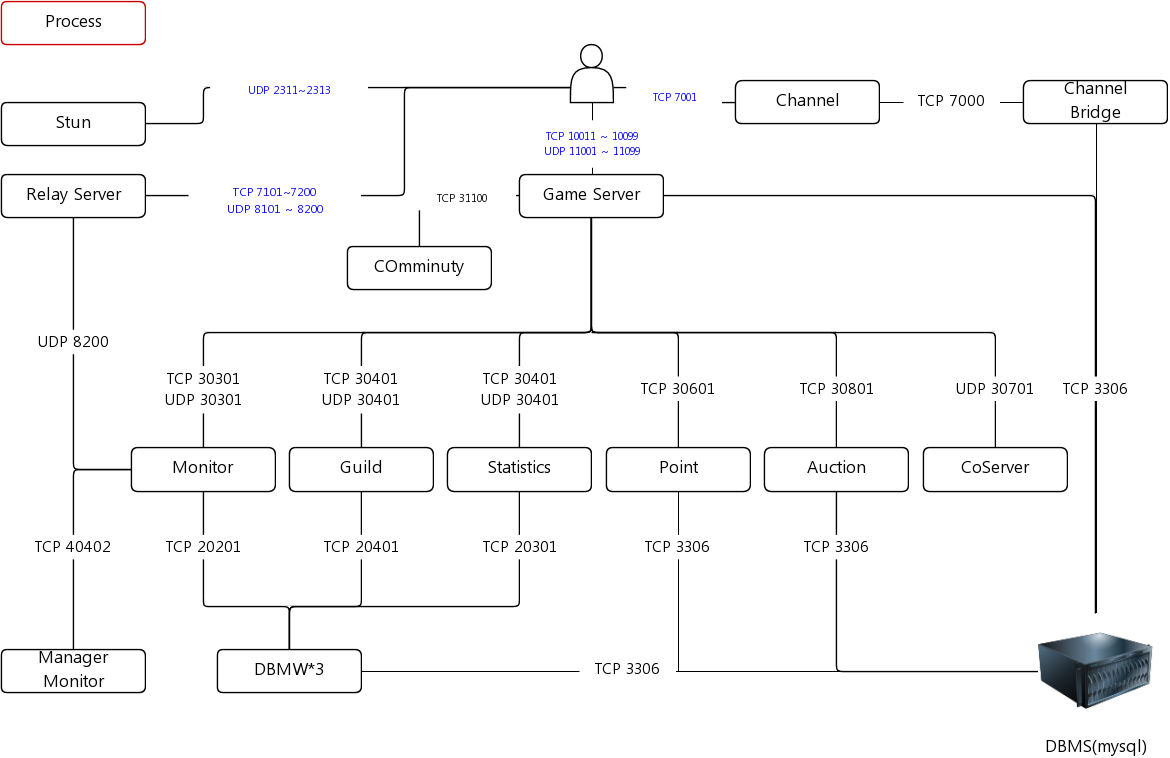 Process
UDP 2311~2313
Stun
TCP 7001
Channel
TCP 7000
Channel
Bridge
TCP 10011 ~ 10099
UDP 11001 ~ 11099
Relay Server
TCP 7101~7200
UDP 8101 ~ 8200
TCP 31100
Game Server
COmminuty
UDP 8200
TCP 30301
UDP 30301
TCP 30401
UDP 30401
TCP 30401
UDP 30401
TCP 30601
TCP 30801
UDP 30701
TCP 3306
Monitor
Guild
Statistics
Point
Auction
CoServer
TCP 40402
TCP 20201
TCP 20401
TCP 20301
TCP 3306
TCP 3306
Manager
Monitor
DBMW*3
TCP 3306
DBMS(mysql)